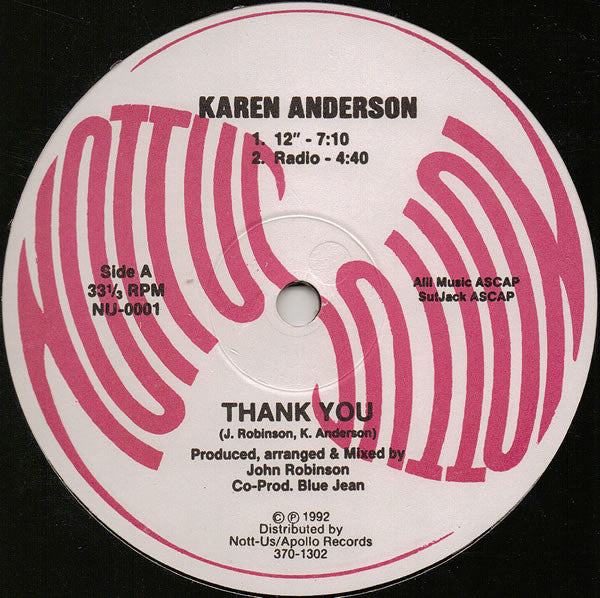 NOTTUS
KAREN ANDERSON
1. 12" - 7:10
2. Radio - 4:40
Side A
33⅓ RPM
NU-0001
Alil Music ASCAP
SutJack ASCAP
THANK YOU
(J. Robinson, K. Anderson)
Produced, arranged & Mixed by
John Robinson
Co-Prod. Blue Jean
© ℗ 1992
Distributed by
Nott-Us/Apollo Records
370-1302
NOTTUS